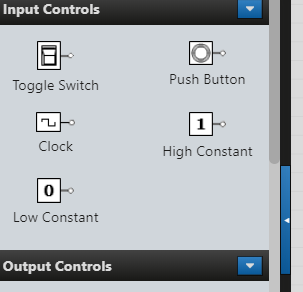 Input Controls
Toggle Switch
Push Button
Clock
1
High Constant
0
Low Constant
Output Controls